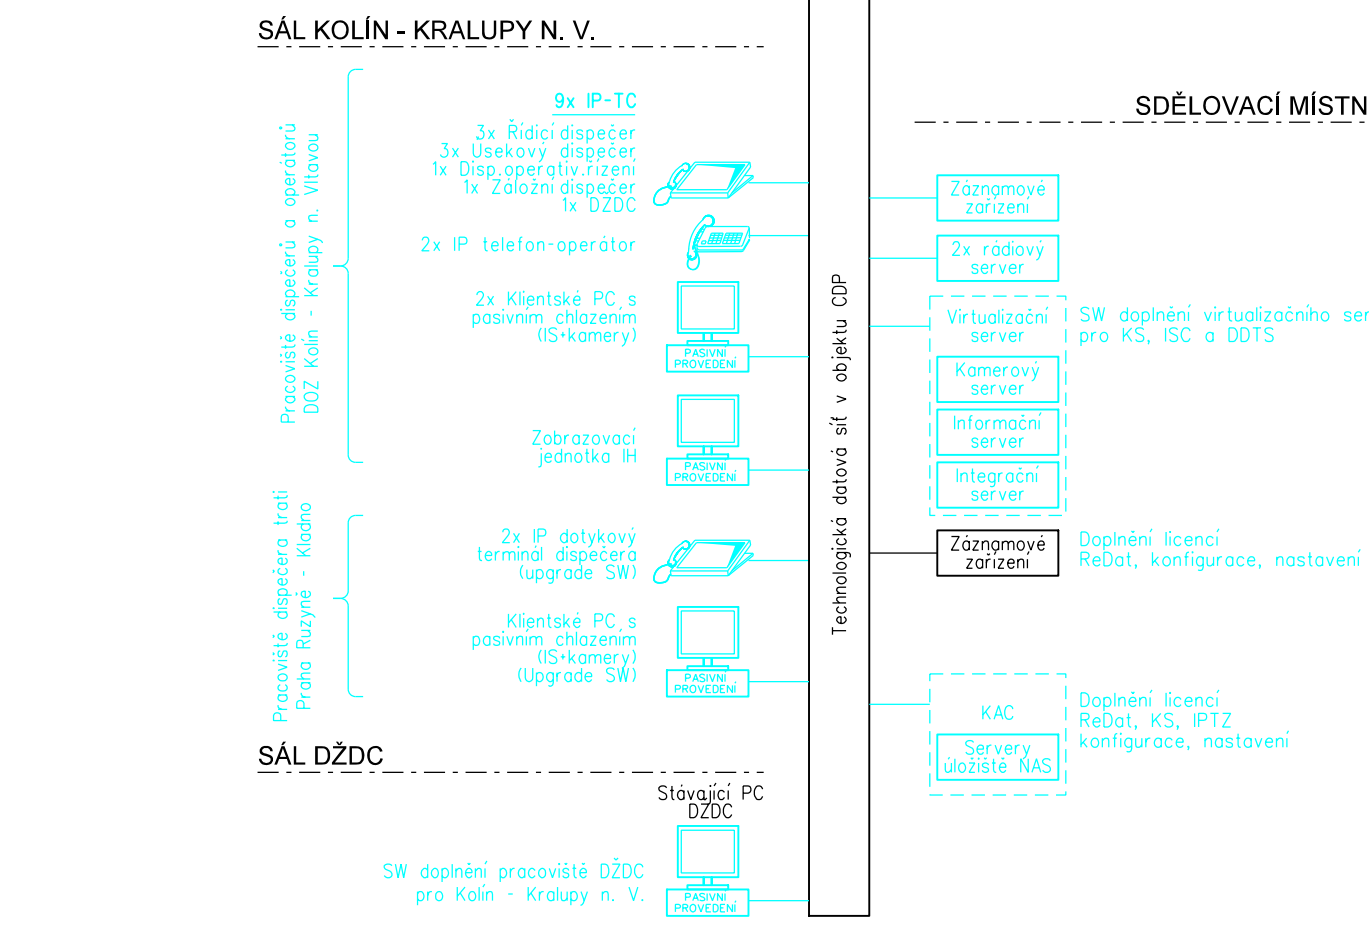 SÁL KOLÍN - KRALUPY N. V.
Pracoviště dispečerů a operátorů
DOZ Kolín - Kralupy n. Vltavou
9x IP-TC
3x Řídicí dispečer
3x Úsekový dispečer
1x Disp.operativ.řízení
1x Záložní dispečer
1x DŽDC
2x IP telefon-operátor
2x Klientské PC s
pasivním chlazením
(IS+kamery)
PASIVNÍ
PROVEDENÍ
Zobrazovací
jednotka IH
PASIVNÍ
PROVEDENÍ
Pracoviště dispečera trati
Praha Ruzyně - Kladno
2x IP dotykový
terminál dispečera
(upgrade SW)
Klientské PC s
pasivním chlazením
(IS+kamery)
(Upgrade SW)
PASIVNÍ
PROVEDENÍ
SÁL DŽDC
Stávající PC
DŽDC
SW doplnění pracoviště DŽDC
pro Kolín - Kralupy n. V.
PASIVNÍ
PROVEDENÍ
Technologická datová síť v objektu CDP
SDĚLOVACÍ MÍSTN
Záznamové
zařízení
2x rádiový
server
Virtualizační
server
SW doplnění virtualizačního ser
pro KS, ISC a DDTS
Kamerový
server
Informační
server
Integrační
server
Záznamové
zařízení
Doplnění licencí
ReDat, konfigurace, nastavení
KAC
Servery
úložiště NAS
Doplnění licencí
ReDat, KS, IPTZ
konfigurace, nastavení